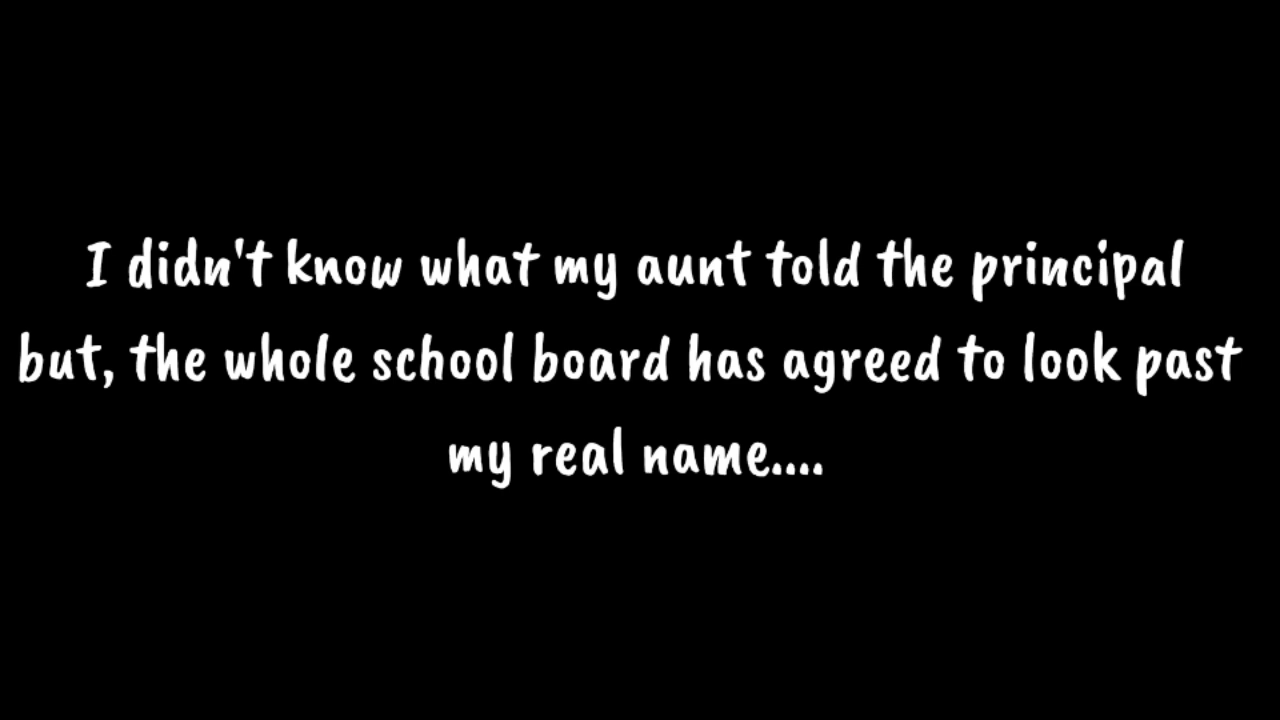 I didn't know what my aunt told the principal
but, the whole school board has agreed to look past
my real name....